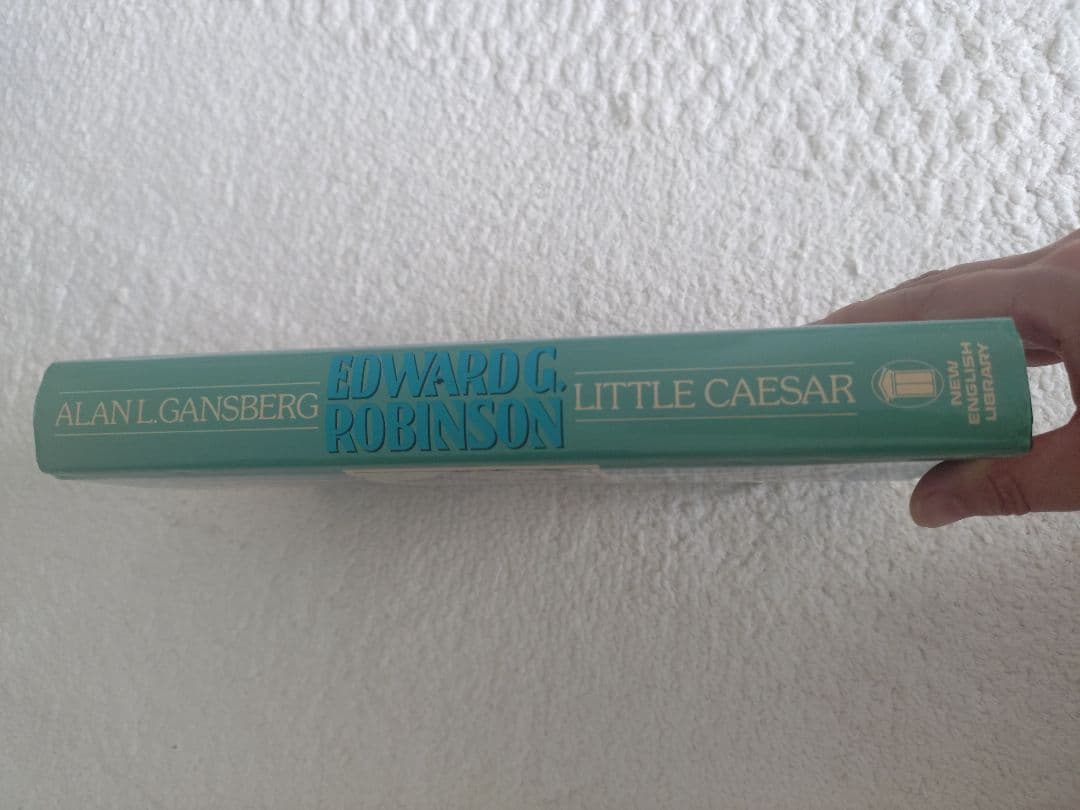 ALAN L. GANSBERG
EDWARD G.
ROBINSON
LITTLE CAESAR
NEW
ENGLISH
LIBRARY